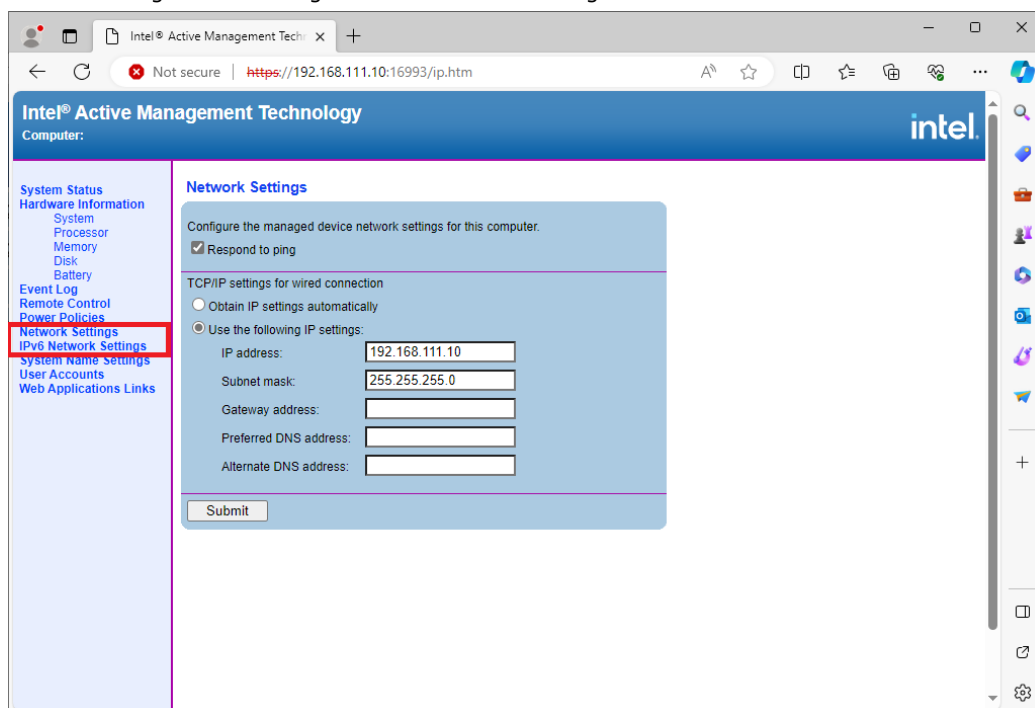 Intel® Active Management Tech
Not secure | https://192.168.111.10:16993/ip.htm
Intel® Active Management Technology
Computer:
intel.
System Status
Hardware Information
System
Processor
Memory
Disk
Battery
Event Log
Remote Control
Power Policies
Network Settings
IPv6 Network Settings
System Name Settings
User Accounts
Web Applications Links
Network Settings
Configure the managed device network settings for this computer.
Respond to ping
TCP/IP settings for wired connection
Obtain IP settings automatically
Use the following IP settings:
IP address: 192.168.111.10
Subnet mask: 255.255.255.0
Gateway address:
Preferred DNS address:
Alternate DNS address:
Submit